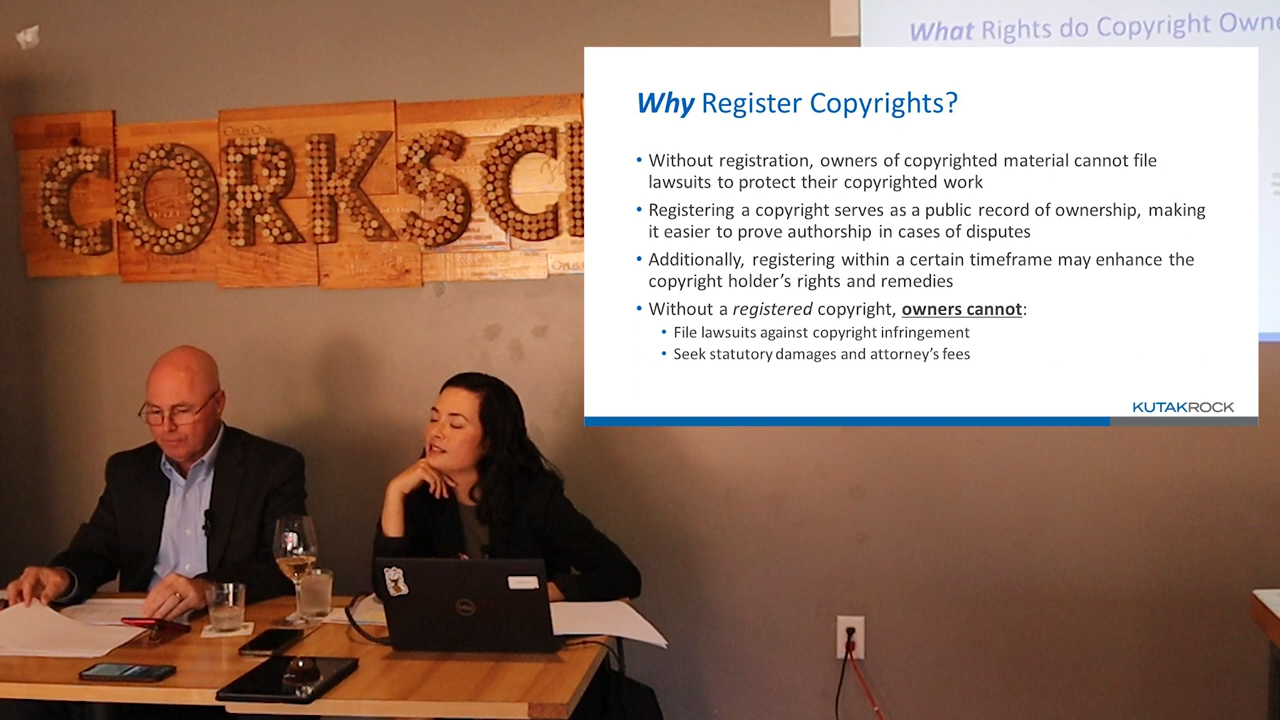 What Rights do Copyright Owne
CORKSC
Why Register Copyrights?
• Without registration, owners of copyrighted material cannot file
lawsuits to protect their copyrighted work
• Registering a copyright serves as a public record of ownership, making
it easier to prove authorship in cases of disputes
• Additionally, registering within a certain timeframe may enhance the
copyright holder's rights and remedies
• Without a registered copyright, owners cannot:
• File lawsuits against copyright infringement
• Seek statutory damages and attorney's fees
KUTAKROCK
DELL